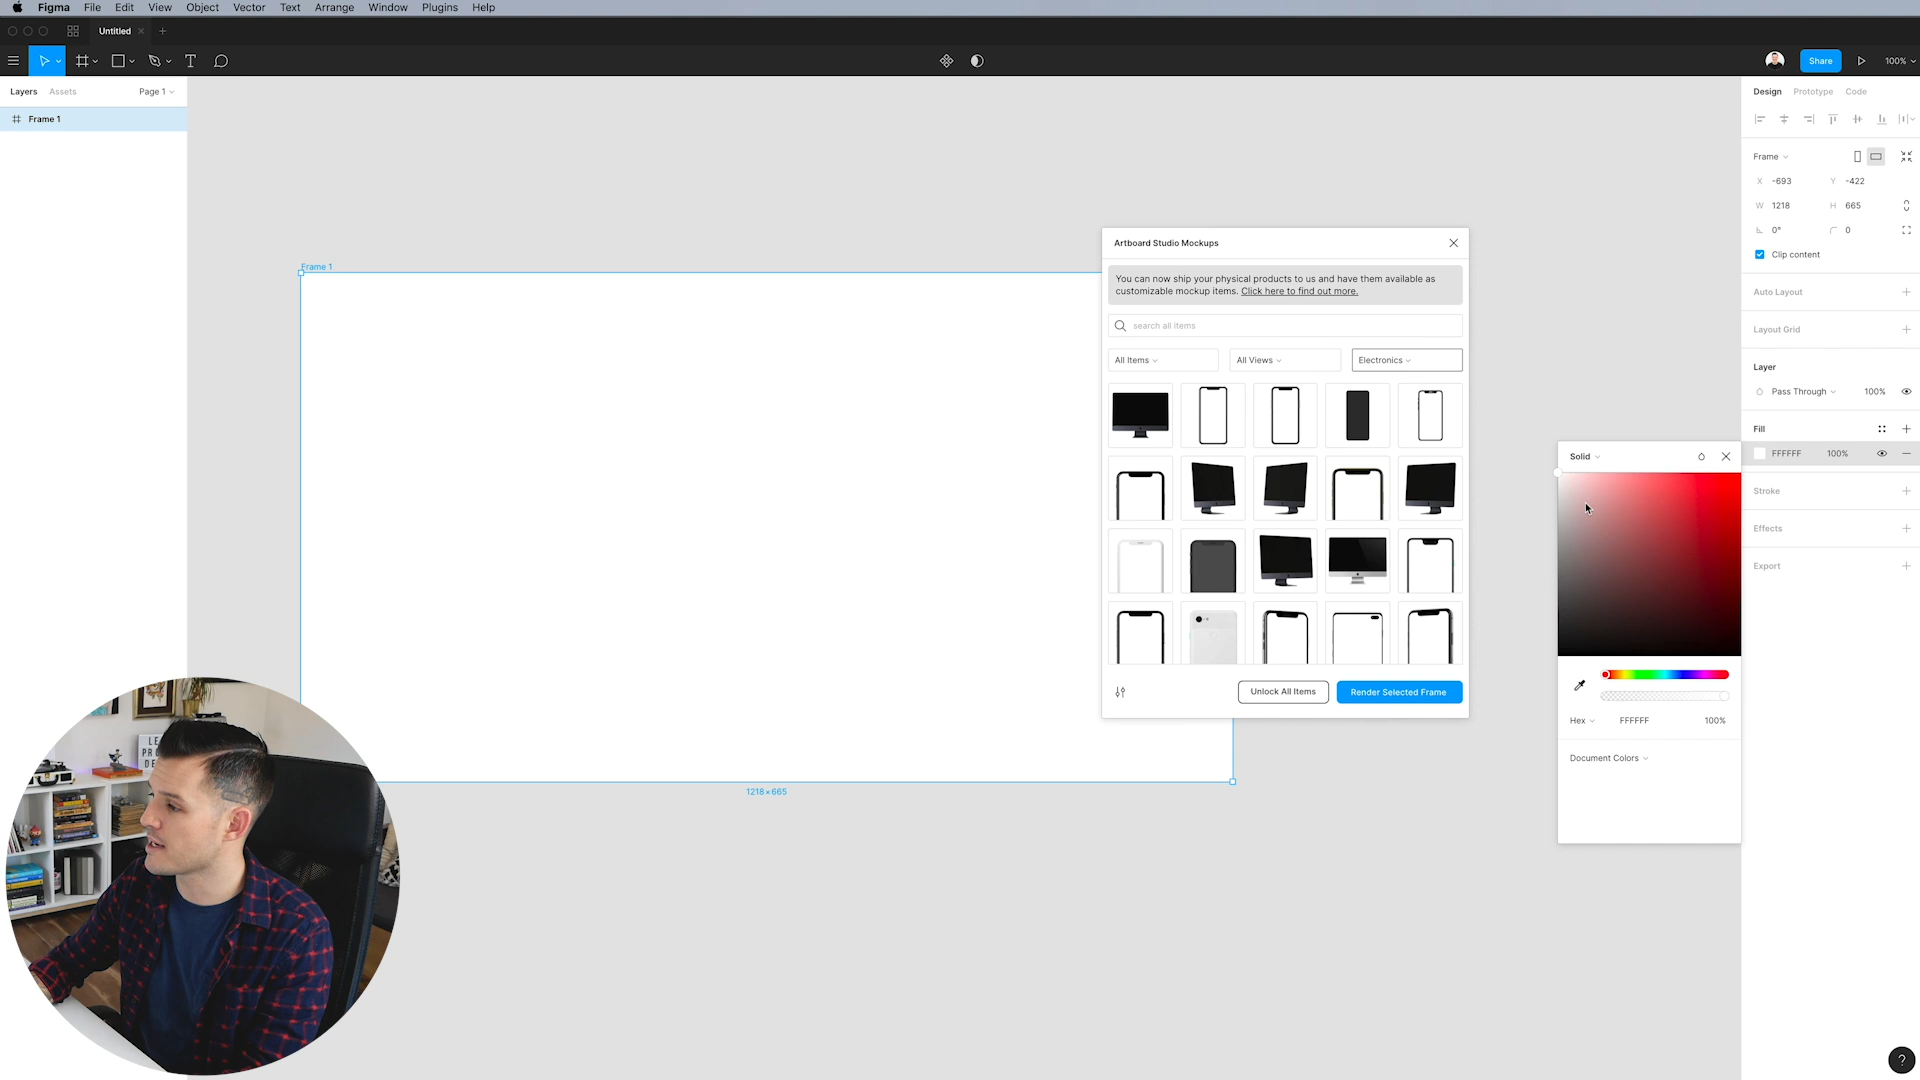 Figma File Edit View Object Vector Text Arrange Window Plugins Help
Untitled
Share
100%
Layers Assets Page 1
Frame 1
Frame 1
1218×665
Artboard Studio Mockups
You can now ship your physical products to us and have them available as
customizable mockup items. Click here to find out more.
search all items
All Items All Views Electronics
Unlock All Items Render Selected Frame
Solid
Hex FFFFFF 100%
Document Colors
Design Prototype Code
Frame
X -693 Y -422
W 1218 H 665
0° 0
Clip content
Auto Layout
Layout Grid
Layer
Pass Through 100%
Fill
FFFFFF 100%
Stroke
Effects
Export
?